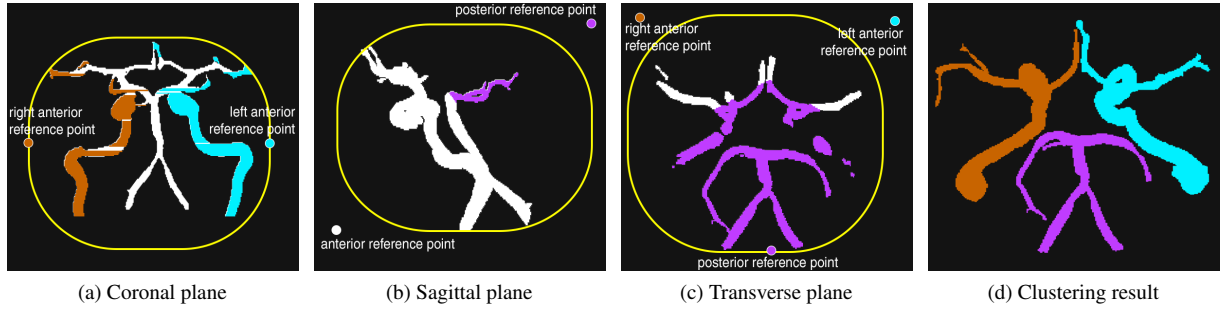 right anterior
reference point
left anterior
reference point
(a) Coronal plane
posterior reference point
anterior reference point
(b) Sagittal plane
right anterior
reference point
left anterior
reference point
posterior reference point
(c) Transverse plane
(d) Clustering result